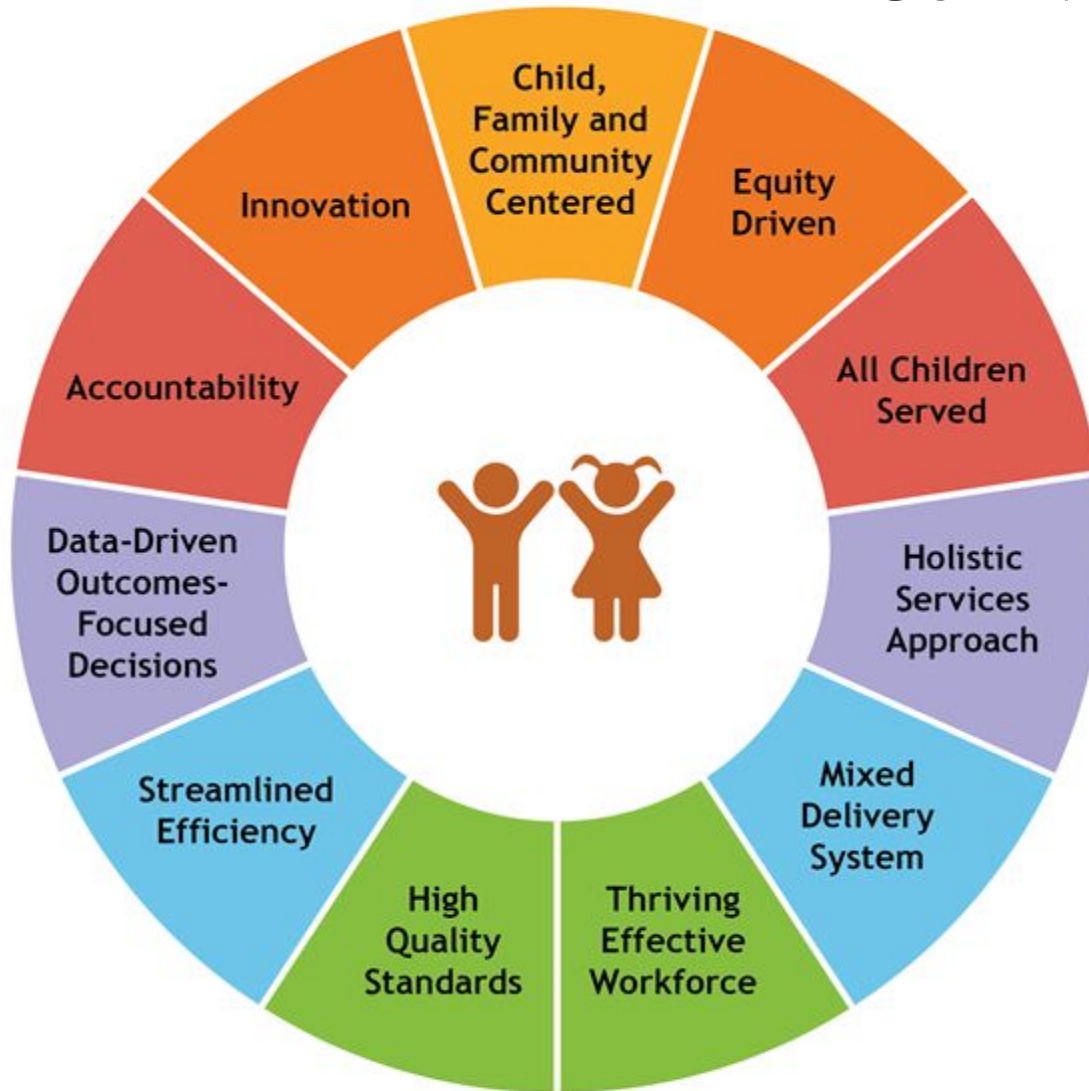 Child,
Family and
Community
Centered
Equity
Driven
All Children
Served
Holistic
Services
Approach
Mixed
Delivery
System
Thriving
Effective
Workforce
High
Quality
Standards
Streamlined
Efficiency
Data-Driven
Outcomes-
Focused
Decisions
Accountability
Innovation